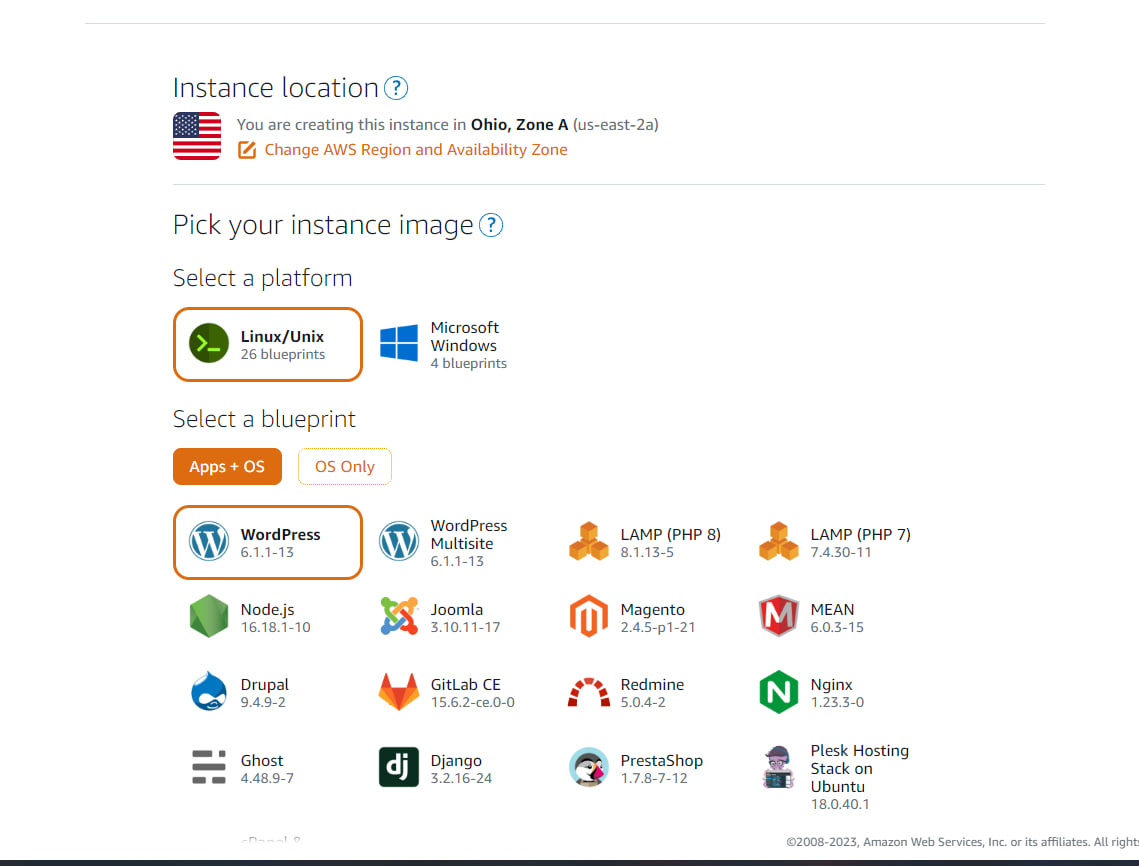 Instance location ?
You are creating this instance in Ohio, Zone A (us-east-2a)
Change AWS Region and Availability Zone
Pick your instance image ?
Select a platform
Linux/Unix
26 blueprints
Microsoft
Windows
4 blueprints
Select a blueprint
Apps + OS
OS Only
WordPress
6.1.1-13
WordPress
Multisite
6.1.1-13
LAMP (PHP 8)
8.1.13-5
LAMP (PHP 7)
7.4.30-11
Node.js
16.18.1-10
Joomla
3.10.11-17
Magento
2.4.5-p1-21
MEAN
6.0.3-15
Drupal
9.4.9-2
GitLab CE
15.6.2-ce.0-0
Redmine
5.0.4-2
Nginx
1.23.3-0
Ghost
4.48.9-7
dj
Django
3.2.16-24
PrestaShop
1.7.8-7-12
Plesk Hosting
Stack on
Ubuntu
18.0.40.1
©2008-2023, Amazon Web Services, Inc. or its affiliates. All right